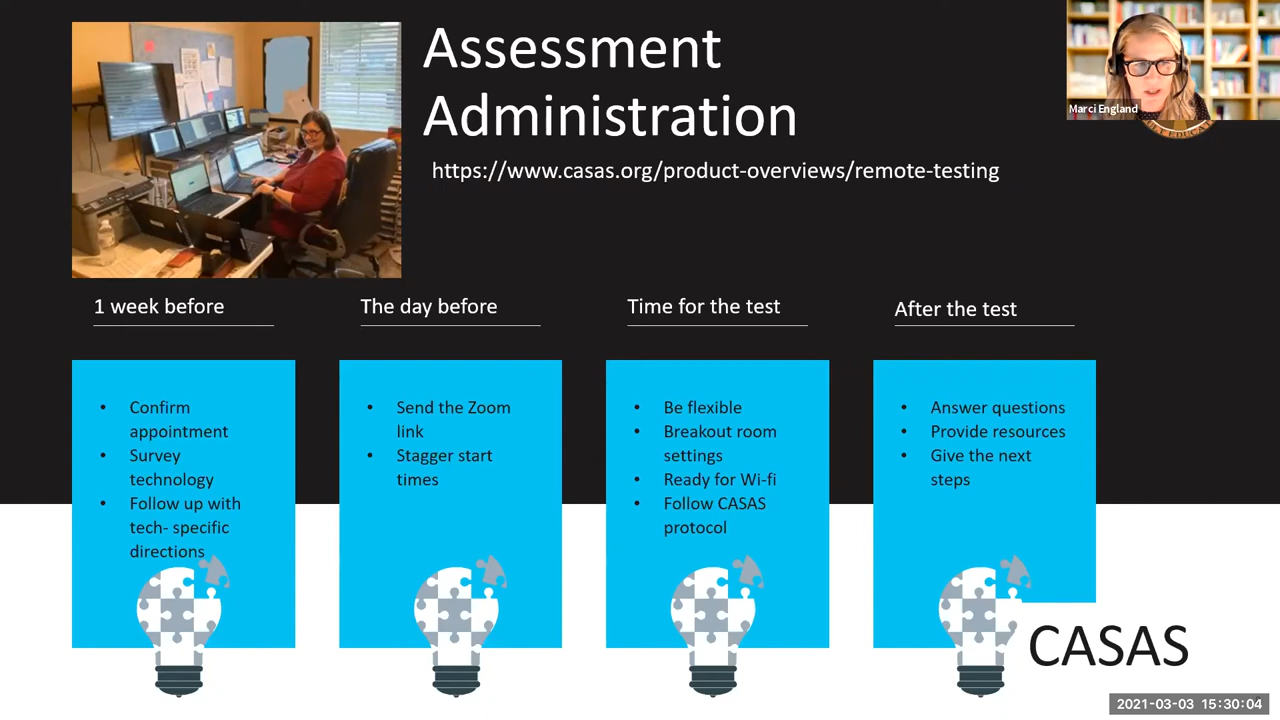 Assessment
Administration
https://www.casas.org/product-overviews/remote-testing
Marci England
1 week before
• Confirm
appointment
• Survey
technology
• Follow up with
tech- specific
directions
The day before
• Send the Zoom
link
• Stagger start
times
Time for the test
• Be flexible
• Breakout room
settings
• Ready for Wi-fi
• Follow CASAS
protocol
After the test
• Answer questions
• Provide resources
• Give the next
steps
CASAS
2021-03-03 15:30:04